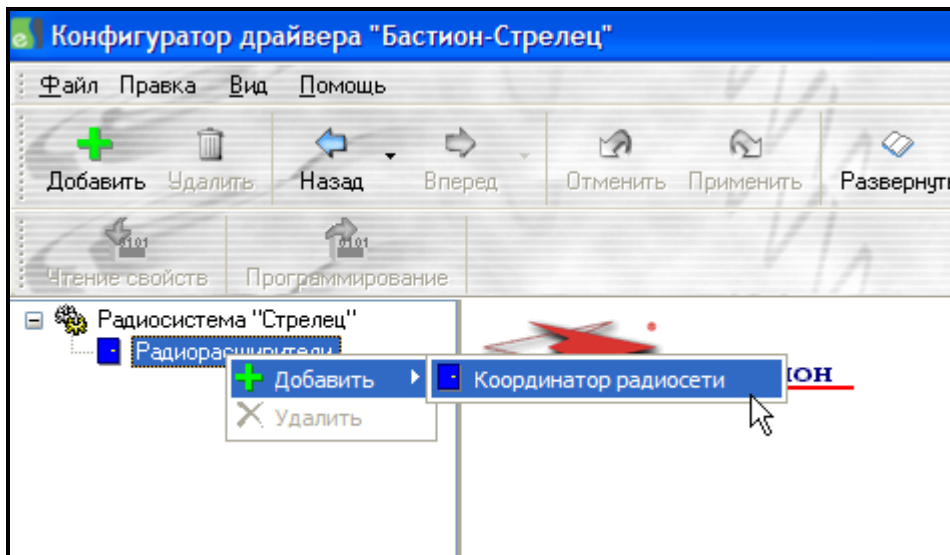 Конфигуратор драйвера "Бастион-Стрелец"
Файл Правка Вид Помощь
Добавить Удалить Назад Вперед Отменить Применить Развернуть
Чтение свойств Программирование
Радиосистема "Стрелец"
Радиорасширители
Добавить Координатор радиосети
Удалить